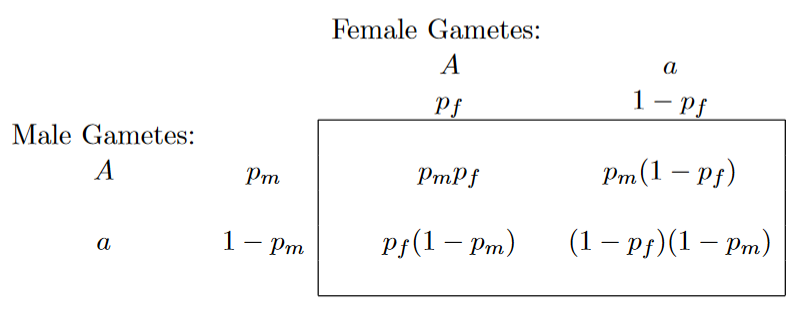 Female Gametes:
A a
p_f 1 − p_f
Male Gametes:
A p_m p_m p_f p_m(1 − p_f)
a 1 − p_m p_f(1 − p_m) (1 − p_f)(1 − p_m)